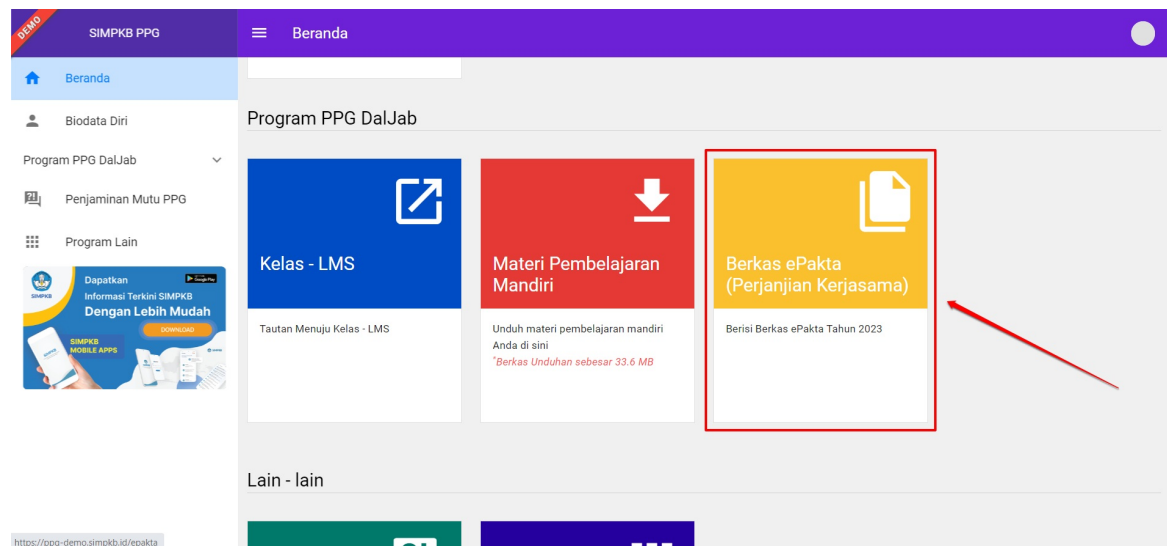 DEMO
SIMPKB PPG
Beranda
Beranda
Biodata Diri
Program PPG DalJab
Penjaminan Mutu PPG
Program Lain
SIMPKB
Dapatkan
Informasi Terkini SIMPKB
Dengan Lebih Mudah
DOWNLOAD
SIMPKB
MOBILE APPS
Google Play
Program PPG DalJab
Kelas - LMS
Tautan Menuju Kelas - LMS
Materi Pembelajaran
Mandiri
Unduh materi pembelajaran mandiri
Anda di sini
*Berkas Unduhan sebesar 33.6 MB
Berkas ePakta
(Perjanjian Kerjasama)
Berisi Berkas ePakta Tahun 2023
Lain - lain
https://ppg-demo.simpkb.id/epakta